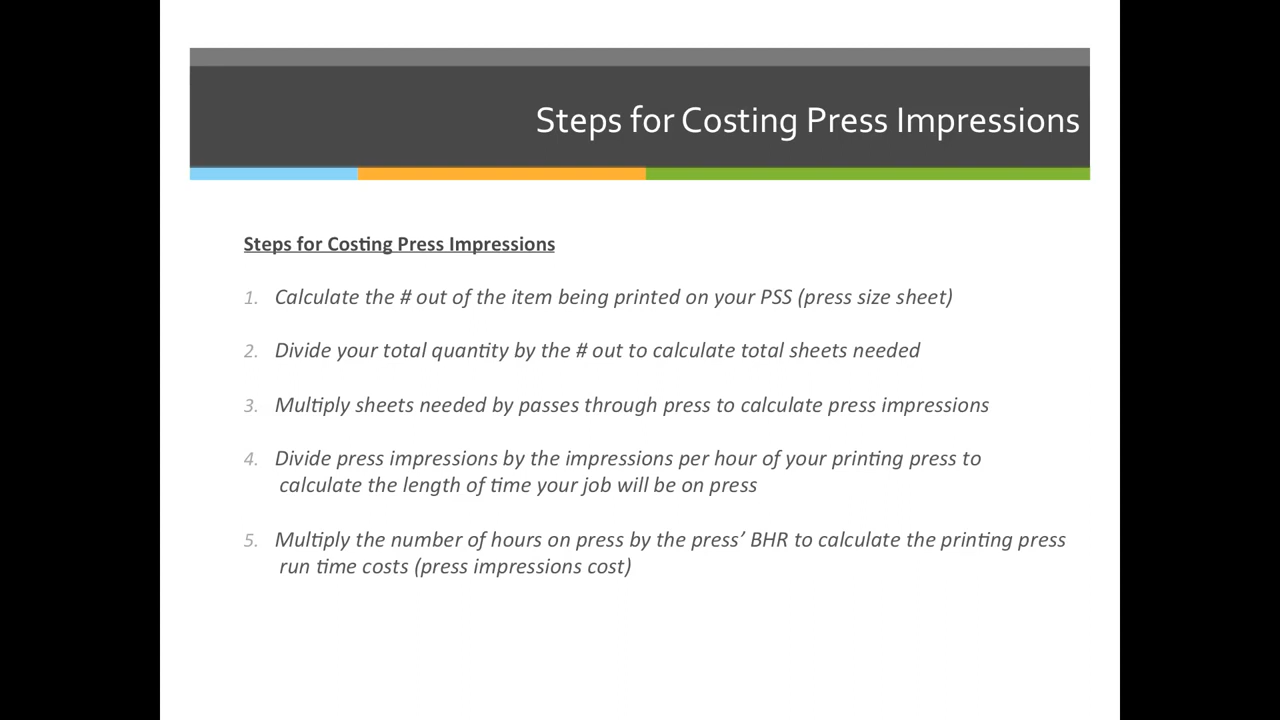 Steps for Costing Press Impressions
Steps for Costing Press Impressions
1. Calculate the # out of the item being printed on your PSS (press size sheet)
2. Divide your total quantity by the # out to calculate total sheets needed
3. Multiply sheets needed by passes through press to calculate press impressions
4. Divide press impressions by the impressions per hour of your printing press to
calculate the length of time your job will be on press
5. Multiply the number of hours on press by the press’ BHR to calculate the printing press
run time costs (press impressions cost)